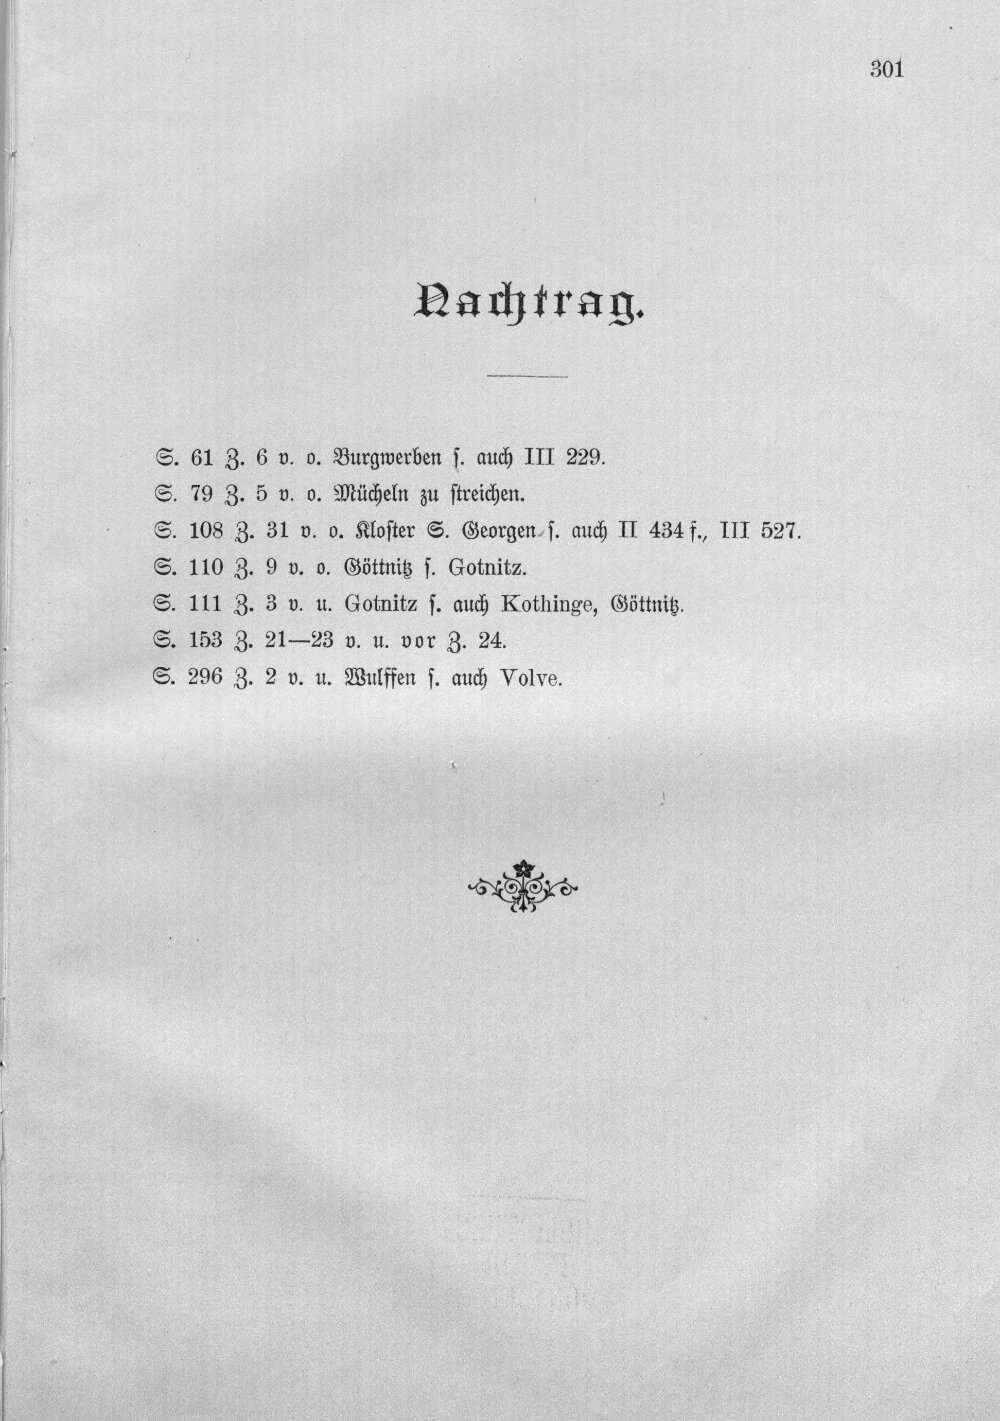 301
Nachtrag.
S. 61 Z. 6 v. o. Burgwerben s. auch III 229.
S. 79 Z. 5 v. o. Mücheln zu streichen.
S. 108 Z. 31 v. o. Kloster S. Georgen s. auch II 434 f., III 527.
S. 110 Z. 9 v. o. Göttnitz s. Gotnitz.
S. 111 Z. 3 v. u. Gotnitz s. auch Kothinge, Göttnitz.
S. 153 Z. 21—23 v. u. vor Z. 24.
S. 296 Z. 2 v. u. Wulffen s. auch Volve.